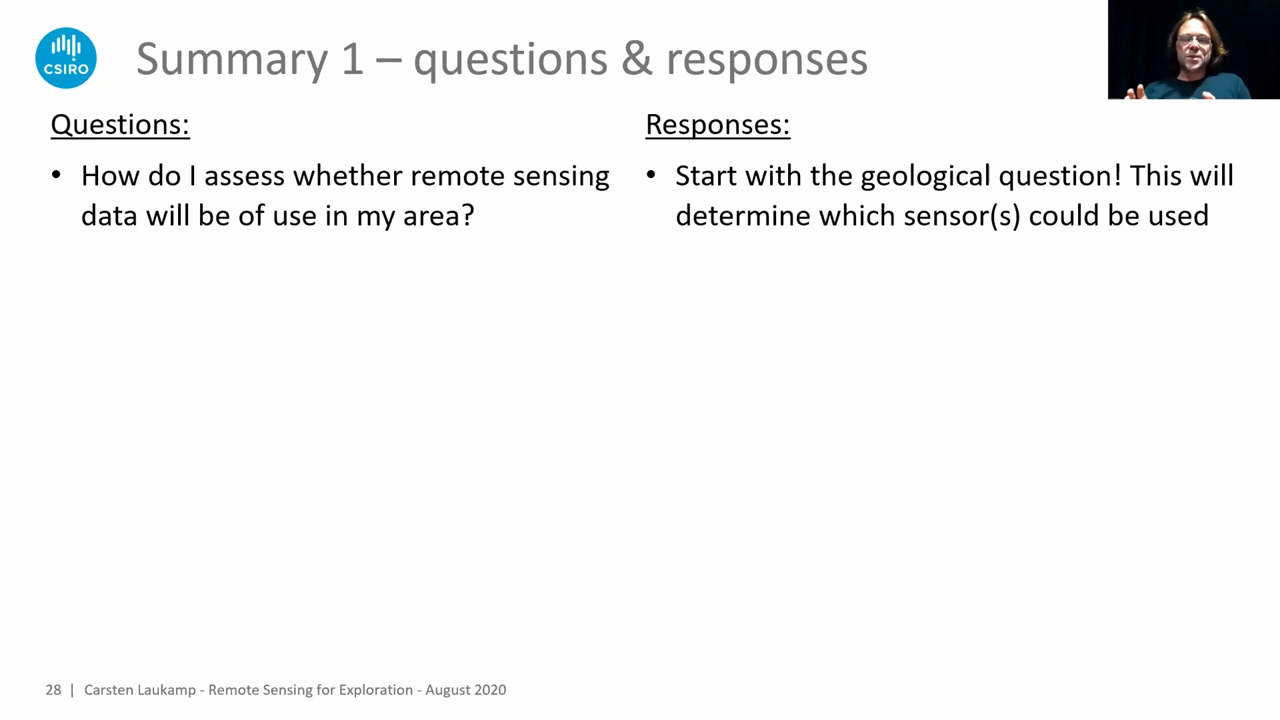 CSIRO
Summary 1 – questions & responses
Questions:
• How do I assess whether remote sensing
data will be of use in my area?
Responses:
• Start with the geological question! This will
determine which sensor(s) could be used
28 | Carsten Laukamp - Remote Sensing for Exploration - August 2020